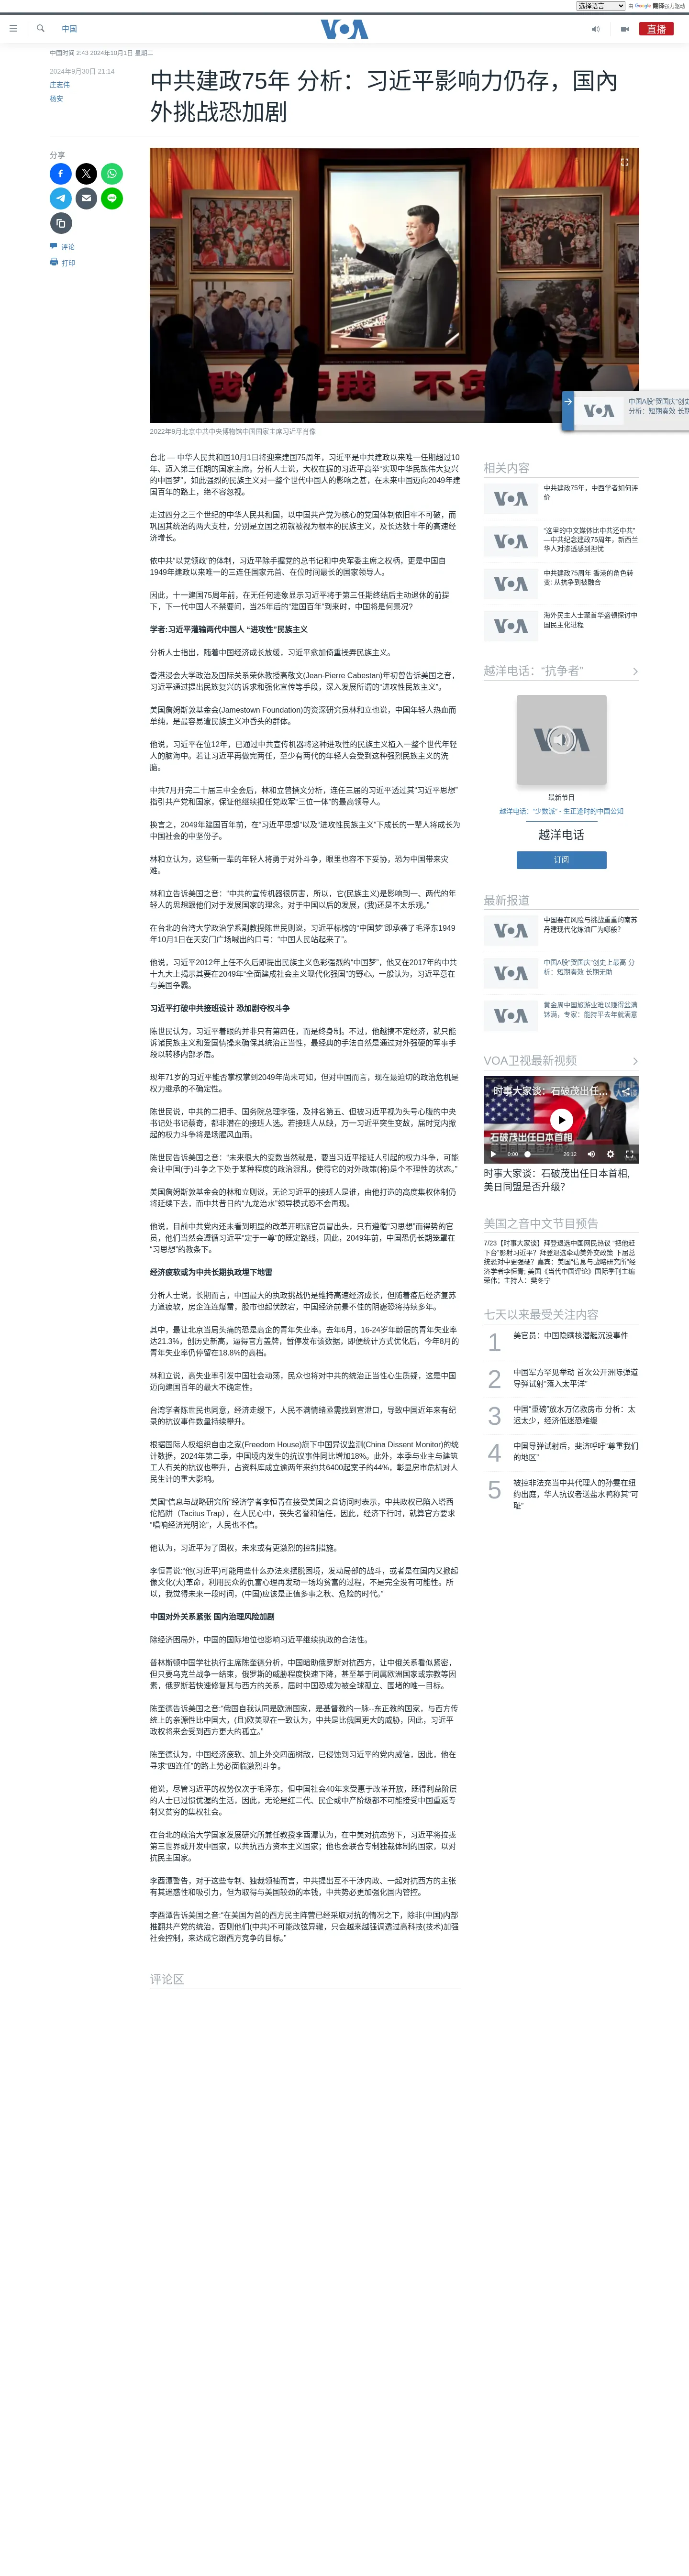 选择语言
由 Google 翻译强力驱动
中国
VOA
直播
中国时间 2:43 2024年10月1日 星期二
2024年9月30日 21:14
庄志伟
杨安
中共建政75年 分析：习近平影响力仍存，国内
外挑战恐加剧
分享
评论
打印
2022年9月北京中共中央博物馆中国国家主席习近平肖像
中国A股“贺国庆”创史
分析：短期奏效 长期
台北 — 中华人民共和国10月1日将迎来建国75周年，习近平是中共建政以来唯一任期超过10
年、迈入第三任期的国家主席。分析人士说，大权在握的习近平高举“实现中华民族伟大复兴
的中国梦”，如此强烈的民族主义对一整个世代中国人的影响之甚，在未来中国迈向2049年建
国百年的路上，绝不容忽视。
走过四分之三个世纪的中华人民共和国，以中国共产党为核心的党国体制依旧牢不可破，而
巩固其统治的两大支柱，分别是立国之初就被视为根本的民族主义，及长达数十年的高速经
济增长。
依中共“以党领政”的体制，习近平除手握党的总书记和中央军委主席之权柄，更是中国自
1949年建政以来唯一的三连任国家元首、在位时间最长的国家领导人。
因此，十一建国75周年前，在无任何迹象显示习近平将于第三任期终结后主动退休的前提
下，下一代中国人不禁要问，当25年后的“建国百年”到来时，中国将是何景况?
学者:习近平灌输两代中国人 “进攻性”民族主义
分析人士指出，随着中国经济成长放缓，习近平愈加倚重操弄民族主义。
香港浸会大学政治及国际关系荣休教授高敬文(Jean-Pierre Cabestan)年初曾告诉美国之音，
习近平通过提出民族复兴的诉求和强化宣传等手段，深入发展所谓的“进攻性民族主义”。
美国詹姆斯敦基金会(Jamestown Foundation)的资深研究员林和立也说，中国年轻人热血而
单纯，是最容易遭民族主义冲昏头的群体。
他说，习近平在位12年，已通过中共宣传机器将这种进攻性的民族主义植入一整个世代年轻
人的脑海中。若让习近平再做完两任，至少有两代的年轻人会受到这种强烈民族主义的洗
脑。
中共7月开完二十届三中全会后，林和立曾撰文分析，连任三届的习近平透过其“习近平思想”
指引共产党和国家，保证他继续担任党政军“三位一体”的最高领导人。
换言之，2049年建国百年前，在“习近平思想”以及“进攻性民族主义”下成长的一辈人将成长为
中国社会的中坚份子。
林和立认为，这些新一辈的年轻人将勇于对外斗争，眼里也容不下妥协，恐为中国带来灾
难。
林和立告诉美国之音：“中共的宣传机器很厉害，所以，它(民族主义)是影响到一、两代的年
轻人的思想跟他们对于发展国家的理念，对于中国以后的发展，(我)还是不太乐观。”
在台北的台湾大学政治学系副教授陈世民则说，习近平标榜的“中国梦”即承袭了毛泽东1949
年10月1日在天安门广场喊出的口号：“中国人民站起来了”。
他说，习近平2012年上任不久后即提出民族主义色彩强烈的“中国梦”，他又在2017年的中共
十九大上揭示其要在2049年“全面建成社会主义现代化强国”的野心。一般认为，习近平意在
与美国争霸。
习近平打破中共接班设计 恐加剧夺权斗争
陈世民认为，习近平着眼的并非只有第四任，而是终身制。不过，他越搞不定经济，就只能
诉诸民族主义和爱国情操来确保其统治正当性，最经典的手法自然是通过对外强硬的军事手
段以转移内部矛盾。
现年71岁的习近平能否掌权掌到2049年尚未可知，但对中国而言，现在最迫切的政治危机是
权力继承的不确定性。
陈世民说，中共的二把手、国务院总理李强，及排名第五、但被习近平视为头号心腹的中央
书记处书记蔡奇，都非潜在的接班人选。若接班人从缺，万一习近平突生变故，届时党内掀
起的权力斗争将是场腥风血雨。
陈世民告诉美国之音：“未来很大的变数当然就是，要当习近平接班人引起的权力斗争，可能
会让中国(于)斗争之下处于某种程度的政治混乱，使得它的对外政策(将)是个不理性的状态。”
美国詹姆斯敦基金会的林和立则说，无论习近平的接班人是谁，由他打造的高度集权体制仍
将延续下去，而中共昔日的“九龙治水”领导模式恐不会再现。
他说，目前中共党内还未看到明显的改革开明派官员冒出头，只有遵循“习思想”而得势的官
员，他们当然会遵循习近平“定于一尊”的既定路线，因此，2049年前，中国恐仍长期笼罩在
“习思想”的教条下。
经济疲软或为中共长期执政埋下地雷
分析人士说，长期而言，中国最大的执政挑战仍是维持高速经济成长，但随着疫后经济复苏
力道疲软，房企连连爆雷，股市也起伏跌宕，中国经济前景不佳的阴霾恐将持续多年。
其中，最让北京当局头痛的恐是高企的青年失业率。去年6月，16-24岁年龄层的青年失业率
达21.3%，创历史新高，逼得官方盖牌，暂停发布该数据，即便统计方式优化后，今年8月的
青年失业率仍停留在18.8%的高档。
林和立说，高失业率引发中国社会动荡，民众也将对中共的统治正当性心生质疑，这是中国
迈向建国百年的最大不确定性。
台湾学者陈世民也同意，经济走缓下，人民不满情绪亟需找到宣泄口，导致中国近年来有纪
录的抗议事件数量持续攀升。
根据国际人权组织自由之家(Freedom House)旗下中国异议监测(China Dissent Monitor)的统
计数据，2024年第二季，中国境内发生的抗议事件同比增加18%。此外，本季与业主与建筑
工人有关的抗议也攀升，占资料库成立逾两年来约共6400起案子的44%，彰显房市危机对人
民生计的重大影响。
美国“信息与战略研究所”经济学者李恒青在接受美国之音访问时表示，中共政权已陷入塔西
佗陷阱（Tacitus Trap)，在人民心中，丧失名誉和信任，因此，经济下行时，就算官方要求
“唱响经济光明论”，人民也不信。
他认为，习近平为了固权，未来或有更激烈的控制措施。
李恒青说:“他(习近平)可能用些什么办法来摆脱困境，发动局部的战斗，或者是在国内又掀起
像文化(大)革命，利用民众的仇富心理再发动一场均贫富的过程，不是完全没有可能性。所
以，我觉得未来一段时间，(中国)应该是正值多事之秋、危险的时代。”
中国对外关系紧张 国内治理风险加剧
除经济困局外，中国的国际地位也影响习近平继续执政的合法性。
普林斯顿中国学社执行主席陈奎德分析，中国暗助俄罗斯对抗西方，让中俄关系看似紧密，
但只要乌克兰战争一结束，俄罗斯的威胁程度快速下降，甚至基于同属欧洲国家或宗教等因
素，俄罗斯若快速修复其与西方的关系，届时中国恐成为被全球孤立、围堵的唯一目标。
陈奎德告诉美国之音:“俄国自我认同是欧洲国家，是基督教的一脉--东正教的国家，与西方传
统上的亲源性比中国大，(且)欧美现在一致认为，中共是比俄国更大的威胁，因此，习近平
政权将来会受到西方更大的孤立。”
陈奎德认为，中国经济疲软、加上外交四面树敌，已侵蚀到习近平的党内威信，因此，他在
寻求“四连任”的路上势必面临激烈斗争。
他说，尽管习近平的权势仅次于毛泽东，但中国社会40年来受惠于改革开放，既得利益阶层
的人士已过惯优渥的生活，因此，无论是红二代、民企或中产阶级都不可能接受中国重返专
制又贫穷的集权社会。
在台北的政治大学国家发展研究所兼任教授李酉潭认为，在中美对抗态势下，习近平将拉拢
第三世界或开发中国家，以共抗西方资本主义国家；他也会联合专制独裁体制的国家，以对
抗民主国家。
李酉潭警告，对于这些专制、独裁领袖而言，中共提出互不干涉内政、一起对抗西方的主张
有其迷惑性和吸引力，但为取得与美国较劲的本钱，中共势必更加强化国内管控。
李酉潭告诉美国之音:“在美国为首的西方民主阵营已经采取对抗的情况之下，除非(中国)内部
推翻共产党的统治，否则他们(中共)不可能改弦异辙，只会越来越强调透过高科技(技术)加强
社会控制，来达成它跟西方竞争的目标。”
评论区
相关内容
中共建政75年，中西学者如何评
价
“这里的中文媒体比中共还中共”
—中共纪念建政75周年，新西兰
华人对渗透感到担忧
中共建政75周年 香港的角色转
变: 从抗争到被融合
海外民主人士聚首华盛顿探讨中
国民主化进程
越洋电话：“抗争者”
最新节目
越洋电话：“少数派” - 生正逢时的中国公知
越洋电话
订阅
最新报道
中国要在风险与挑战重重的南苏
丹建现代化炼油厂为哪般?
中国A股“贺国庆”创史上最高 分
析：短期奏效 长期无助
黄金周中国旅游业难以赚得盆满
钵满，专家：能持平去年就满意
VOA卫视最新视频
时事大家谈：石破茂出任...
石破茂出任日本首相
0:00
26:12
时事大家谈：石破茂出任日本首相,
美日同盟是否升级？
美国之音中文节目预告
7/23【时事大家谈】拜登退选中国网民热议 “把他赶
下台”影射习近平？拜登退选牵动美外交政策 下届总
统恐对中更强硬？嘉宾：美国“信息与战略研究所”经
济学者李恒青; 美国《当代中国评论》国际季刊主编
荣伟；主持人：樊冬宁
七天以来最受关注内容
1 美官员：中国隐瞒核潜艇沉没事件
2 中国军方罕见举动 首次公开洲际弹道
导弹试射“落入太平洋”
3 中国“重磅”放水万亿救房市 分析：太
迟太少，经济低迷恐难缓
4 中国导弹试射后，斐济呼吁“尊重我们
的地区”
5 被控非法充当中共代理人的孙雯在纽
约出庭，华人抗议者送盐水鸭称其“可
耻”